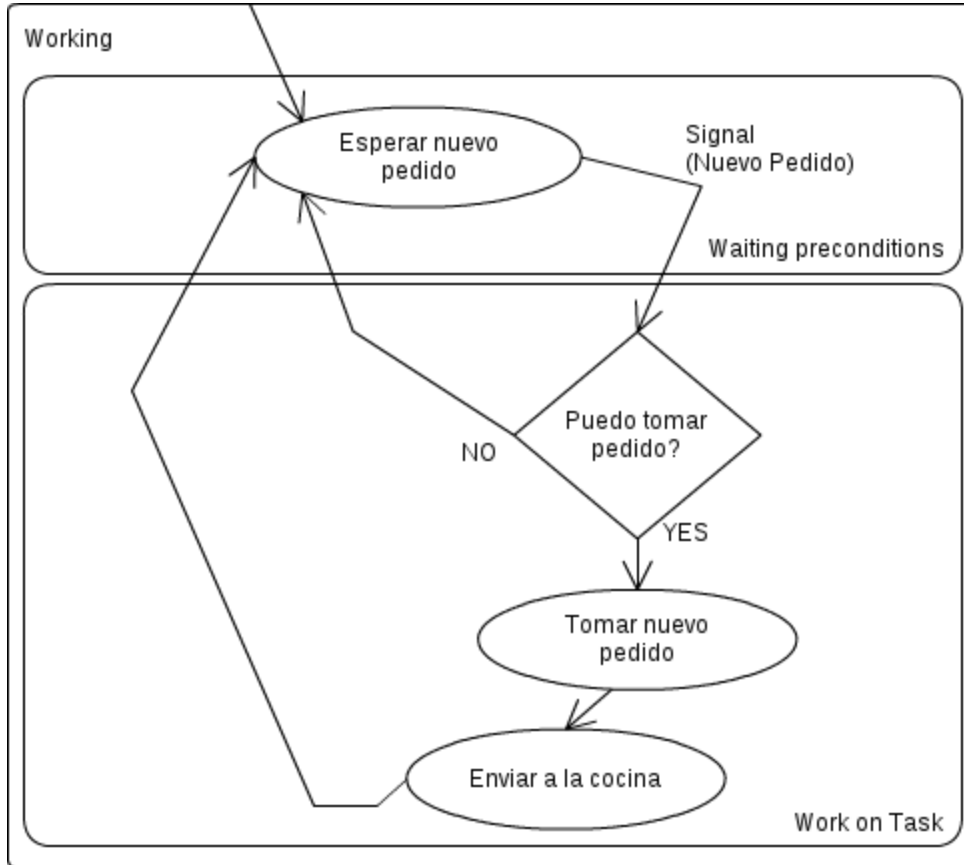 Working
Esperar nuevo
pedido
Signal
(Nuevo Pedido)
Waiting preconditions
Puedo tomar
pedido?
NO
YES
Tomar nuevo
pedido
Enviar a la cocina
Work on Task